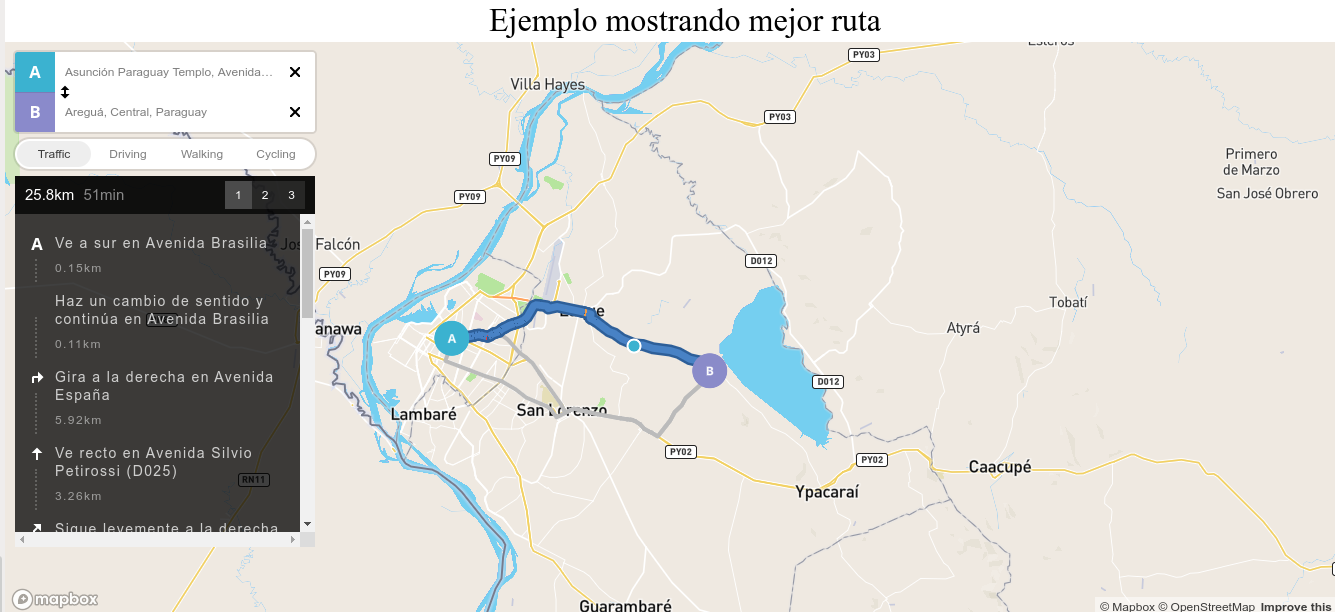 Ejemplo mostrando mejor ruta
A
Asunción Paraguay Templo, Avenida...
B
Areguá, Central, Paraguay
Traffic Driving Walking Cycling
25.8km 51min 1 2 3
A Ve a sur en Avenida Brasilia
0.15km
Haz un cambio de sentido y
continúa en Avenida Brasilia
0.11km
Gira a la derecha en Avenida
España
5.92km
Ve recto en Avenida Silvio
Petirossi (D025)
3.26km
Sigue levemente a la derecha
RN11
mapbox
Esteros
PY03
Villa Hayes
PY03
PY09
Primero
de Marzo
PY09
San José Obrero
Falcón
D012
PY09
Tobatí
anawa
Atyrá
A
B
D012
Lambaré
San Lorenzo
PY02
PY02
Caacupé
Ypacaraí
Guarambaré
© Mapbox © OpenStreetMap Improve this